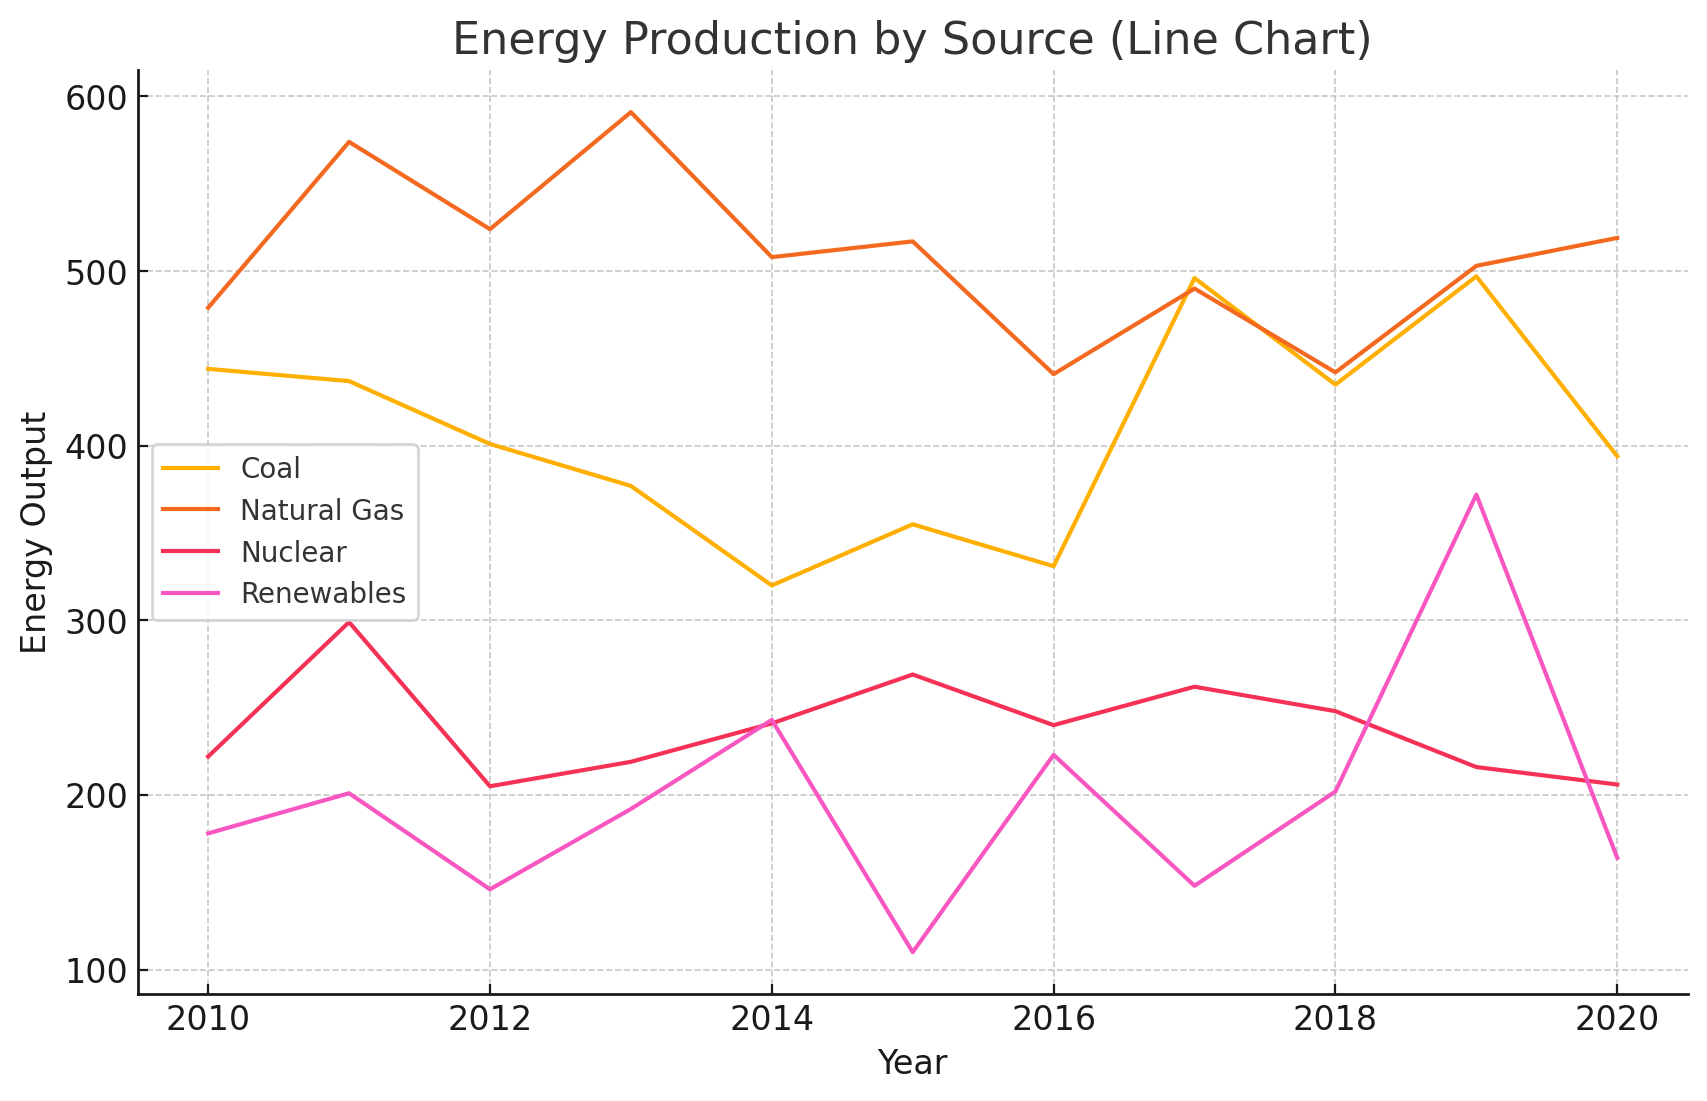 Energy Production by Source (Line Chart)
600
500
400
300
200
100
Energy Output
Coal
Natural Gas
Nuclear
Renewables
2010 2012 2014 2016 2018 2020
Year